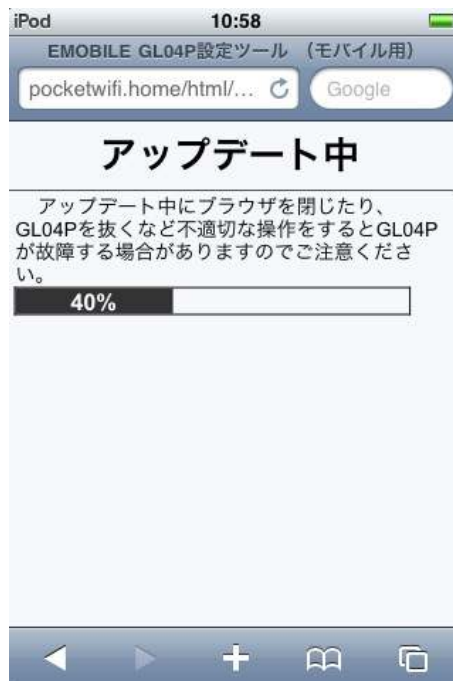 iPod 10:58
EMOBILE GL04P設定ツール （モバイル用）
pocketwifi.home/html/... Google
アップデート中
アップデート中にブラウザを閉じたり、
GL04Pを抜くなど不適切な操作をするとGL04P
が故障する場合がありますのでご注意くださ
い。
40%